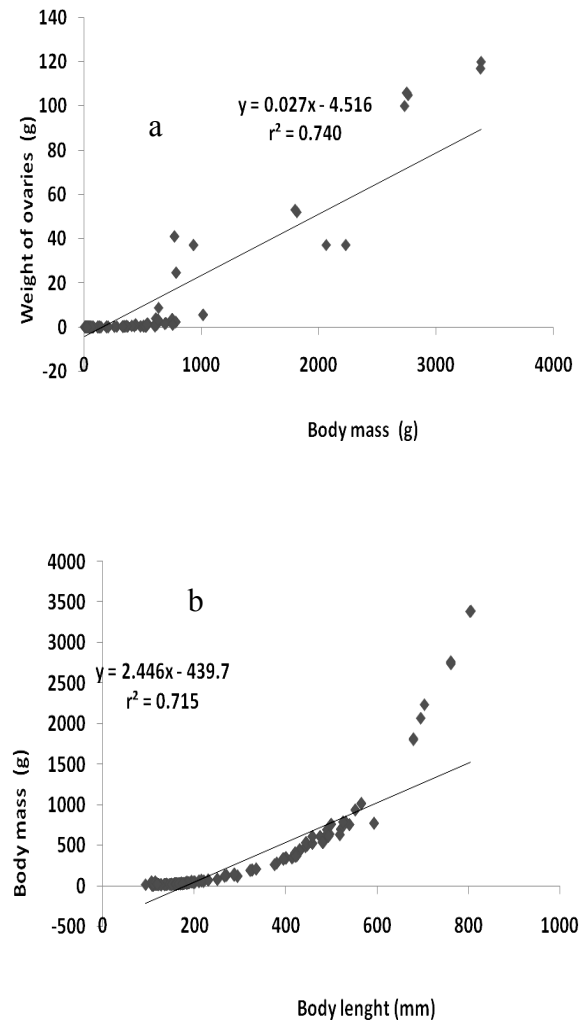 140
120
100
80
60
40
20
0
-20
Weight of ovaries (g)
a
y = 0.027x - 4.516
r² = 0.740
0 1000 2000 3000 4000
Body mass (g)
4000
3500
3000
2500
2000
1500
1000
500
0
-500
Body mass (g)
b
y = 2.446x - 439.7
r² = 0.715
0 200 400 600 800 1000
Body lenght (mm)